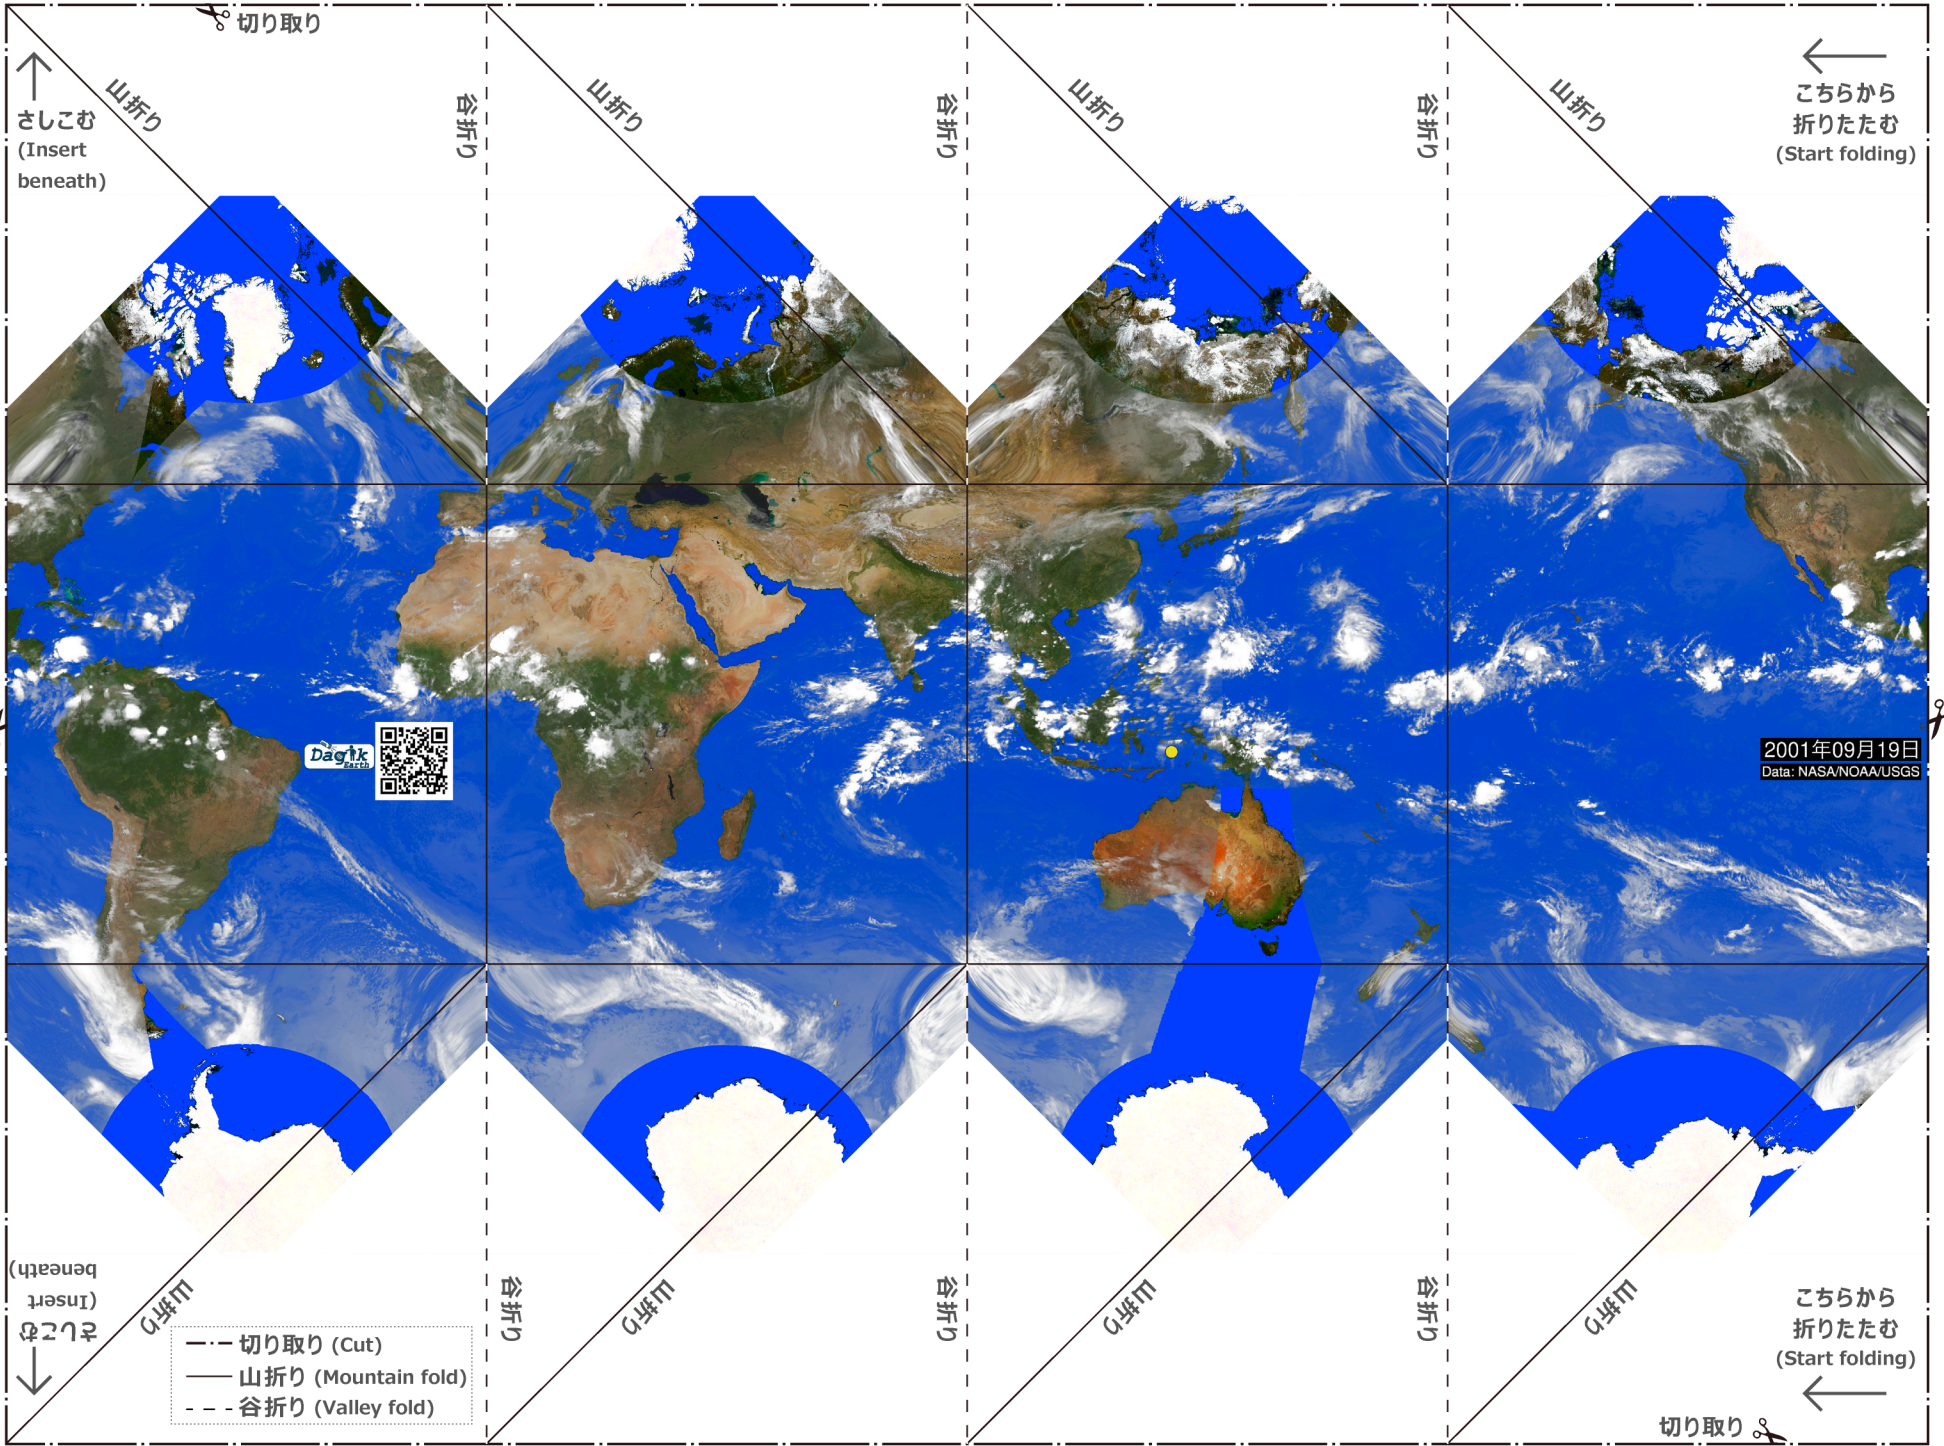 切り取り
山折り
谷折り
山折り
谷折り
山折り
谷折り
山折り
さしこむ
(Insert
beneath)
こちらから
折りたたむ
(Start folding)
Dagik
Earth
2001年09月19日
Data: NASA/NOAA/USGS
さしこむ
(Insert
beneath)
山折り
谷折り
山折り
谷折り
山折り
谷折り
山折り
こちらから
折りたたむ
(Start folding)
切り取り (Cut)
山折り (Mountain fold)
谷折り (Valley fold)
切り取り